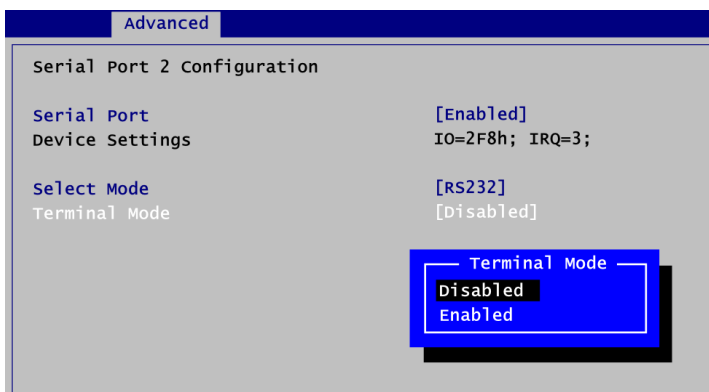 Advanced
Serial Port 2 Configuration
Serial Port [Enabled]
Device Settings IO=2F8h; IRQ=3;
Select Mode [RS232]
Terminal Mode [Disabled]
Terminal Mode
Disabled
Enabled